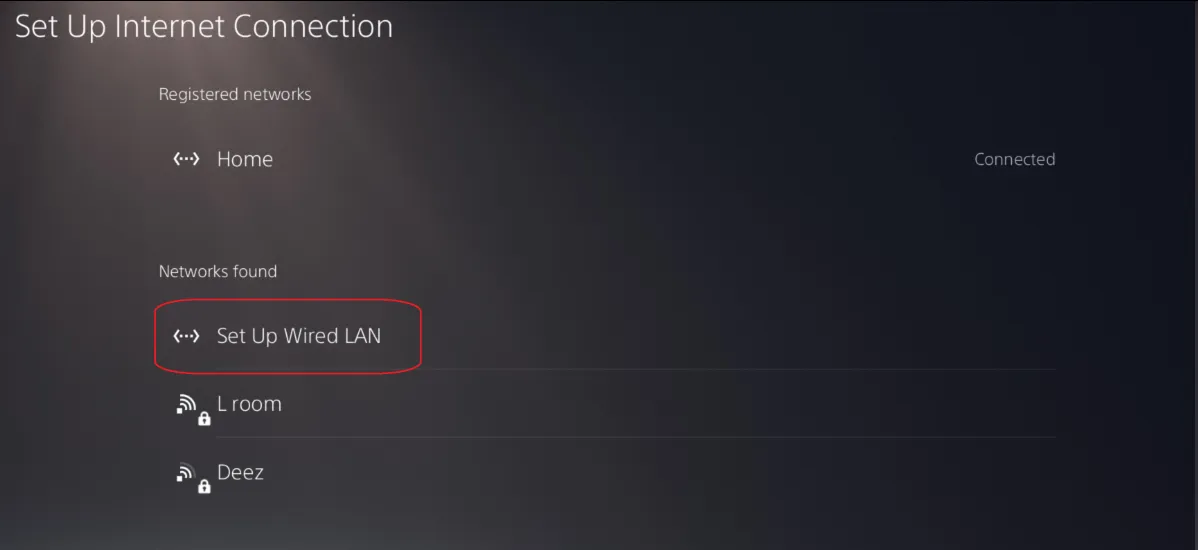 Set Up Internet Connection
Registered networks
Home
Connected
Networks found
Set Up Wired LAN
L room
Deez